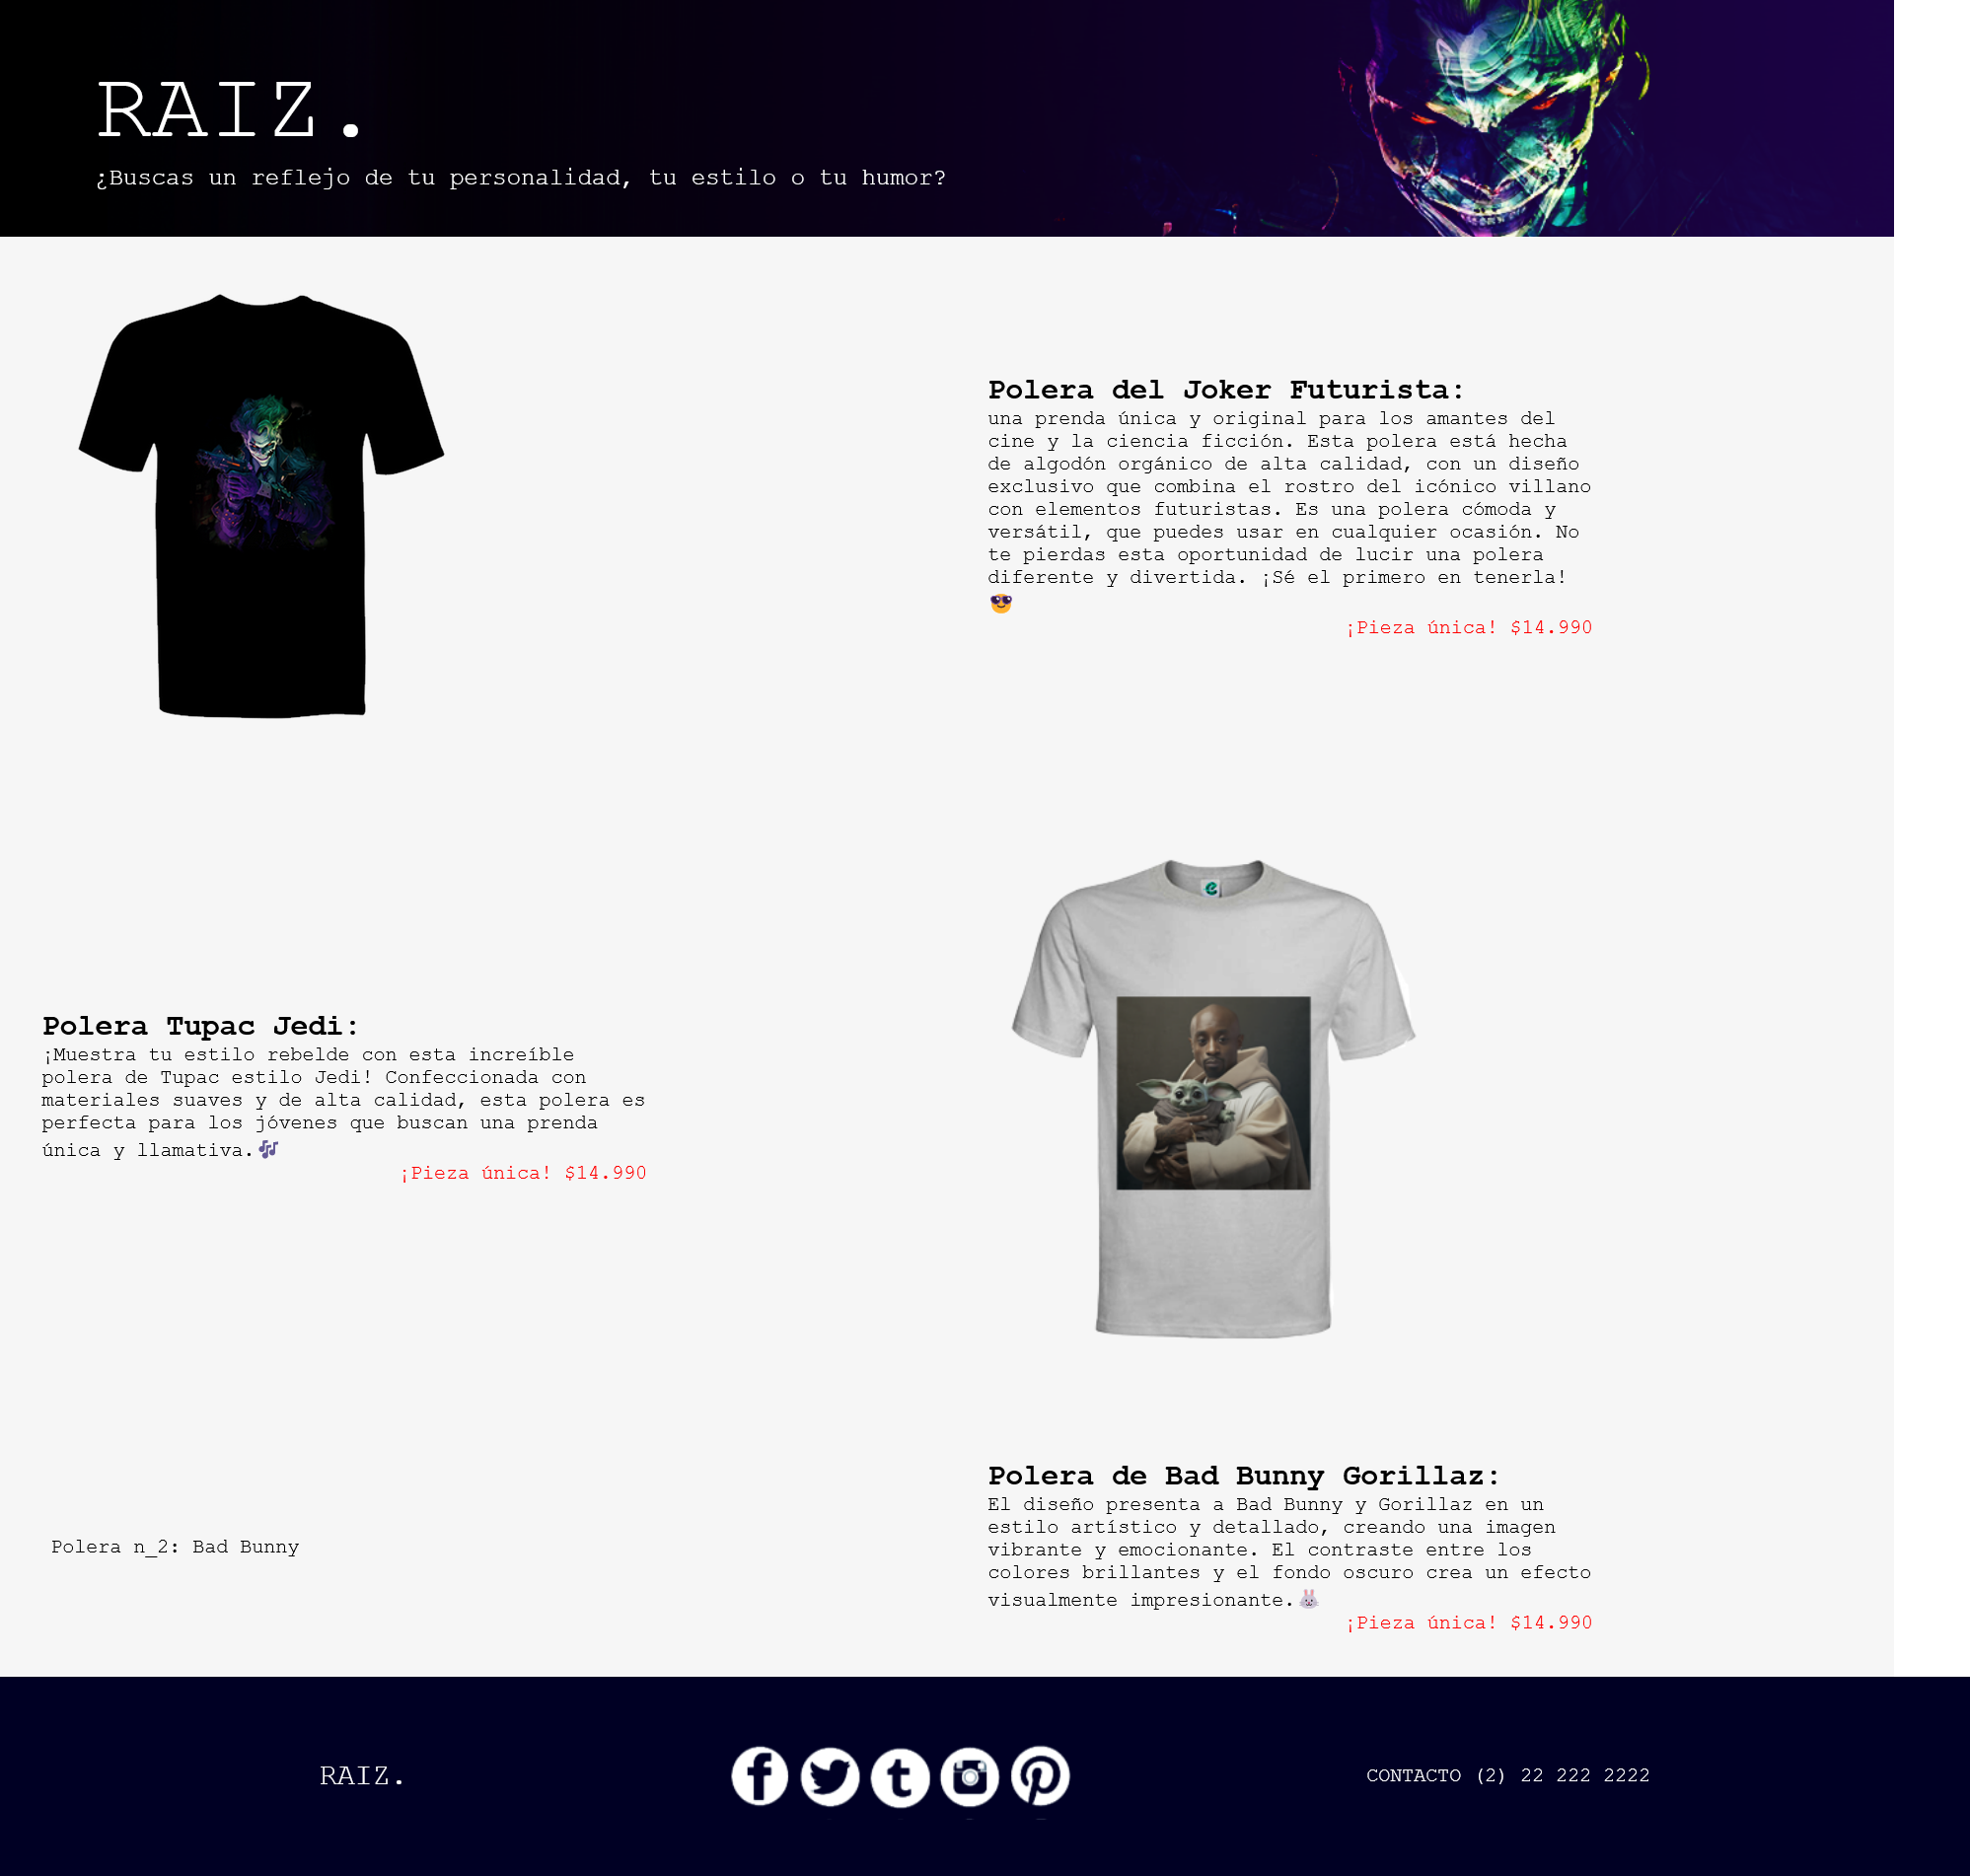 RAIZ.
¿Buscas un reflejo de tu personalidad, tu estilo o tu humor?
Polera del Joker Futurista:
una prenda única y original para los amantes del
cine y la ciencia ficción. Esta polera está hecha
de algodón orgánico de alta calidad, con un diseño
exclusivo que combina el rostro del icónico villano
con elementos futuristas. Es una polera cómoda y
versátil, que puedes usar en cualquier ocasión. No
te pierdas esta oportunidad de lucir una polera
diferente y divertida. ¡Sé el primero en tenerla!
😎
¡Pieza única! $14.990
Polera Tupac Jedi:
¡Muestra tu estilo rebelde con esta increíble
polera de Tupac estilo Jedi! Confeccionada con
materiales suaves y de alta calidad, esta polera es
perfecta para los jóvenes que buscan una prenda
única y llamativa.🎶
¡Pieza única! $14.990
Polera n_2: Bad Bunny
Polera de Bad Bunny Gorillaz:
El diseño presenta a Bad Bunny y Gorillaz en un
estilo artístico y detallado, creando una imagen
vibrante y emocionante. El contraste entre los
colores brillantes y el fondo oscuro crea un efecto
visualmente impresionante.🐰
¡Pieza única! $14.990
RAIZ.
CONTACTO (2) 22 222 2222